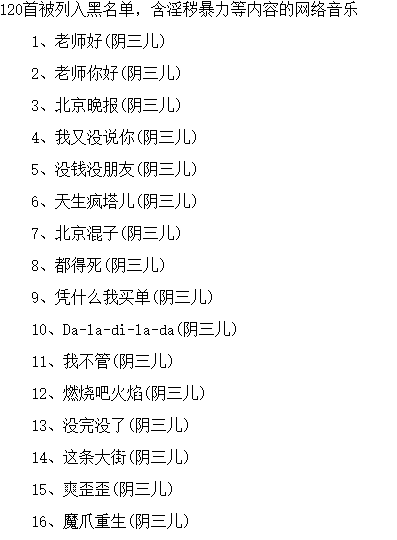 120首被列入黑名单，含淫秽暴力等内容的网络音乐
1、老师好(阴三儿)
2、老师你好(阴三儿)
3、北京晚报(阴三儿)
4、我又没说你(阴三儿)
5、没钱没朋友(阴三儿)
6、天生疯塔儿(阴三儿)
7、北京混子(阴三儿)
8、都得死(阴三儿)
9、凭什么我买单(阴三儿)
10、Da-la-di-la-da(阴三儿)
11、我不管(阴三儿)
12、燃烧吧火焰(阴三儿)
13、没完没了(阴三儿)
14、这条大街(阴三儿)
15、爽歪歪(阴三儿)
16、魔爪重生(阴三儿)